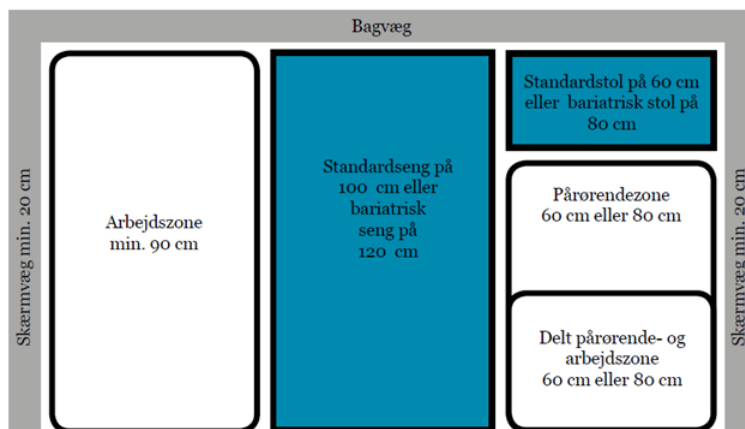 Bagvæg
Skærmvæg min. 20 cm
Arbejdszone
min. 90 cm
Standardseng på
100 cm eller
bariatrisk
seng på
120 cm
Standardstol på 60 cm
eller bariatrisk stol på
80 cm
Pårørendezone
60 cm eller 80 cm
Delt pårørende- og
arbejdszone
60 cm eller 80 cm
Skærmvæg min. 20 cm